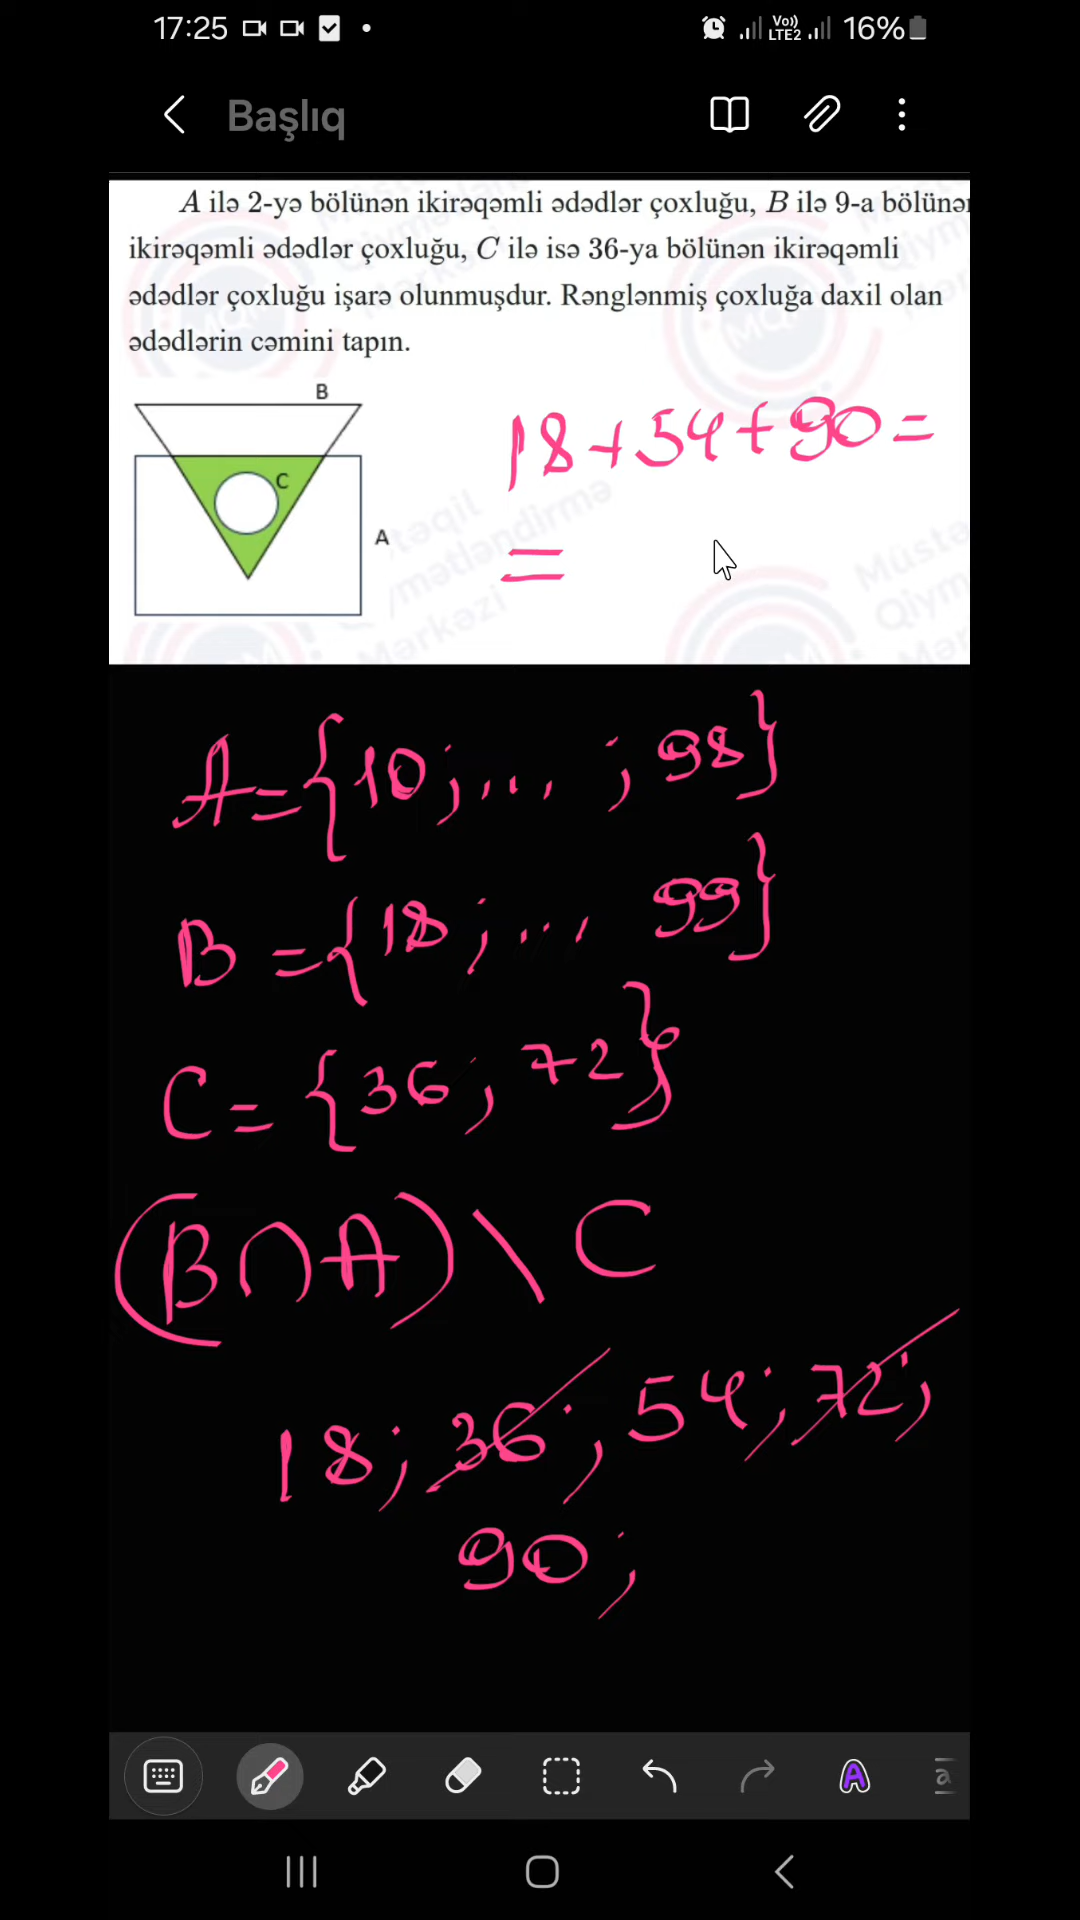 17:25 Vo)) LTE2 16%
Başlıq
A ilə 2-yə bölünən ikirəqəmli ədədlər çoxluğu, B ilə 9-a bölünən
ikirəqəmli ədədlər çoxluğu, C ilə isə 36-ya bölünən ikirəqəmli
ədədlər çoxluğu işarə olunmuşdur. Rənglənmiş çoxluğa daxil olan
ədədlərin cəmini tapın.
B
C
A
18+54+90=
=
A={10;... ;98}
B={18;... 99}
C={36;72}
(B∩A)\C
18; 36; 54; 72;
90;